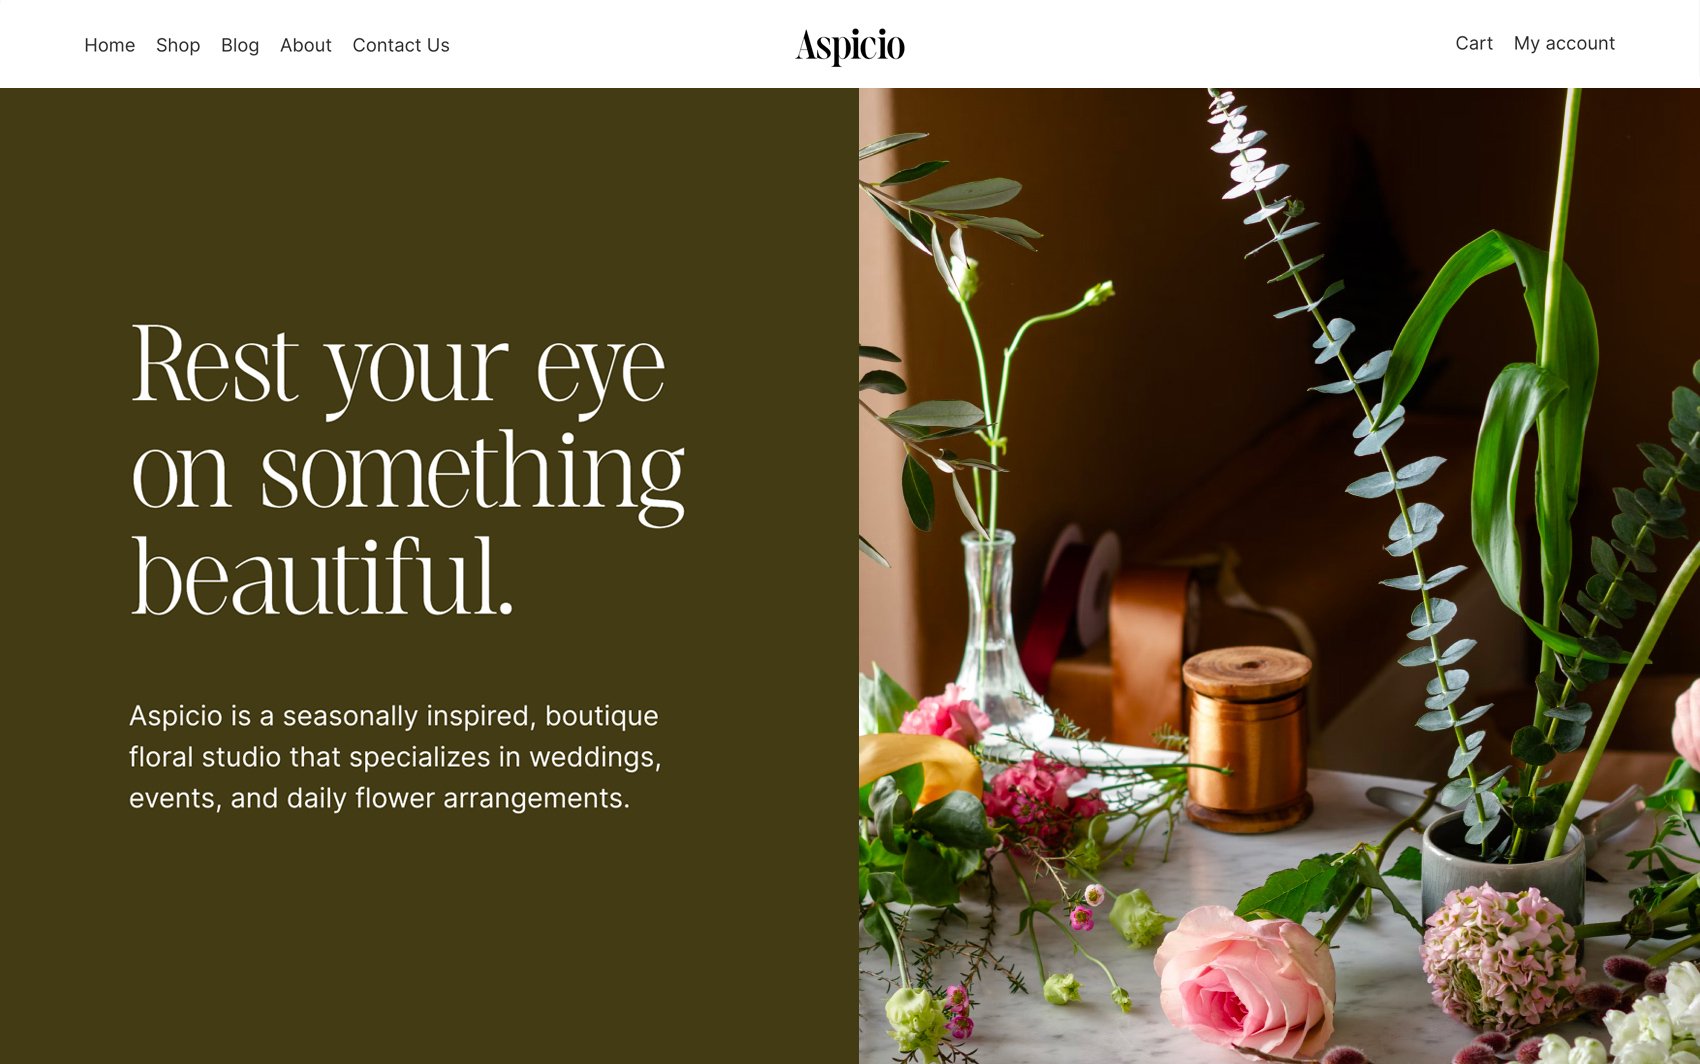 Home Shop Blog About Contact Us
Aspicio
Cart My account
Rest your eye
on something
beautiful.
Aspicio is a seasonally inspired, boutique
floral studio that specializes in weddings,
events, and daily flower arrangements.